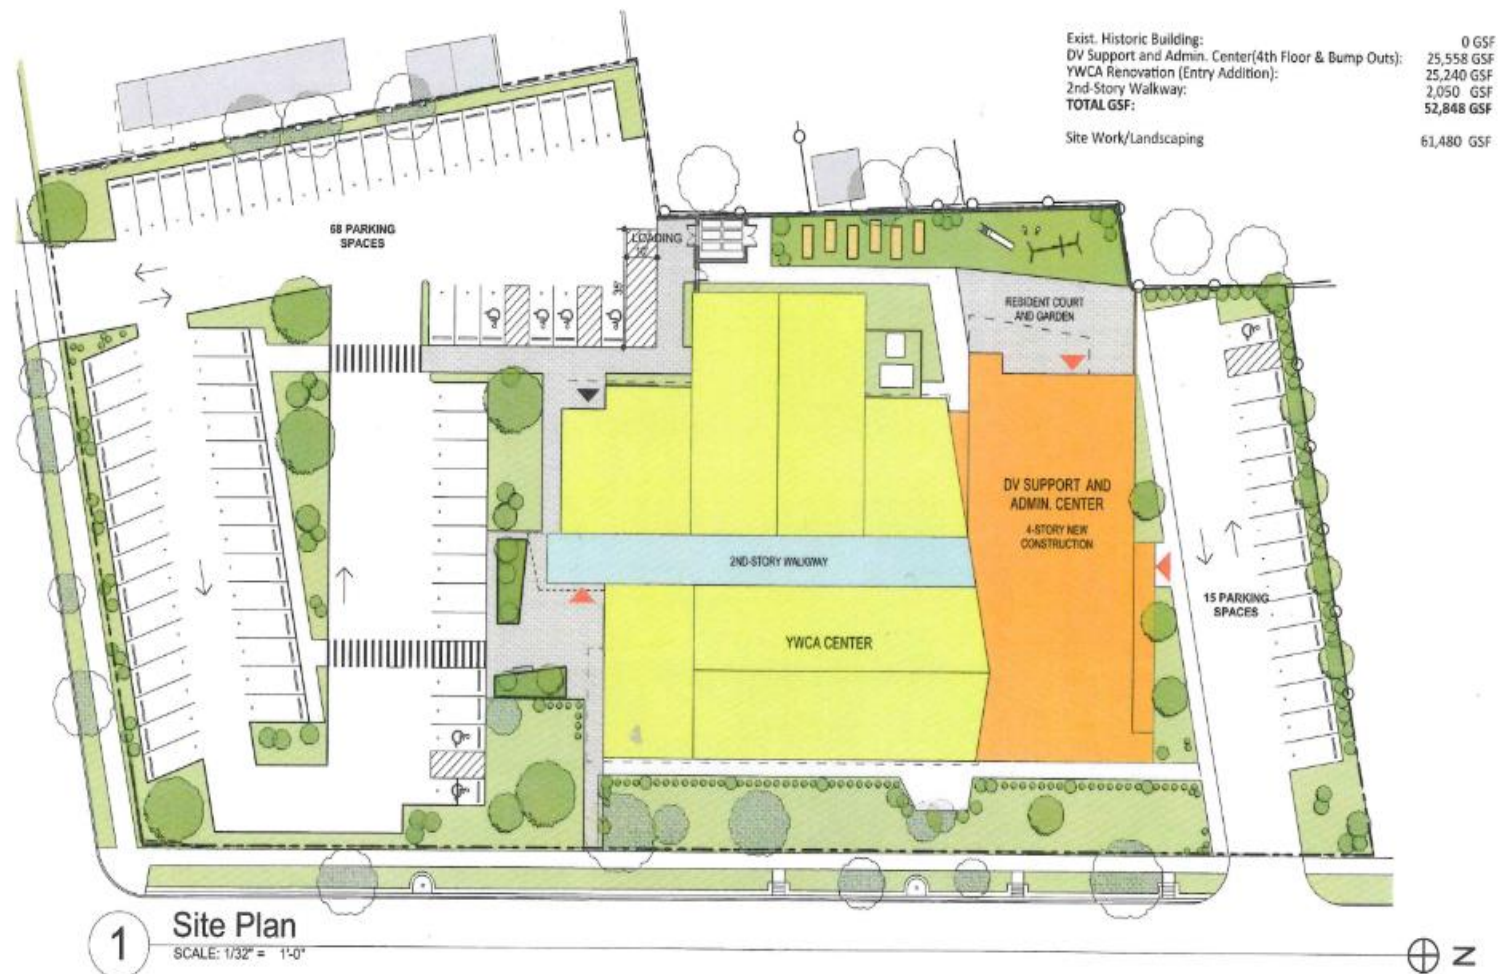 Exist. Historic Building: 0 GSF
DV Support and Admin. Center(4th Floor & Bump Outs): 25,558 GSF
YWCA Renovation (Entry Addition): 25,240 GSF
2nd-Story Walkway: 2,050 GSF
TOTAL GSF: 52,848 GSF
Site Work/Landscaping 61,480 GSF
68 PARKING
SPACES
LOADING
RESIDENT COURT
AND GARDEN
DV SUPPORT AND
ADMIN. CENTER
4-STORY NEW
CONSTRUCTION
2ND-STORY WALKWAY
15 PARKING
SPACES
YWCA CENTER
1
Site Plan
SCALE: 1/32" = 1'-0"
N